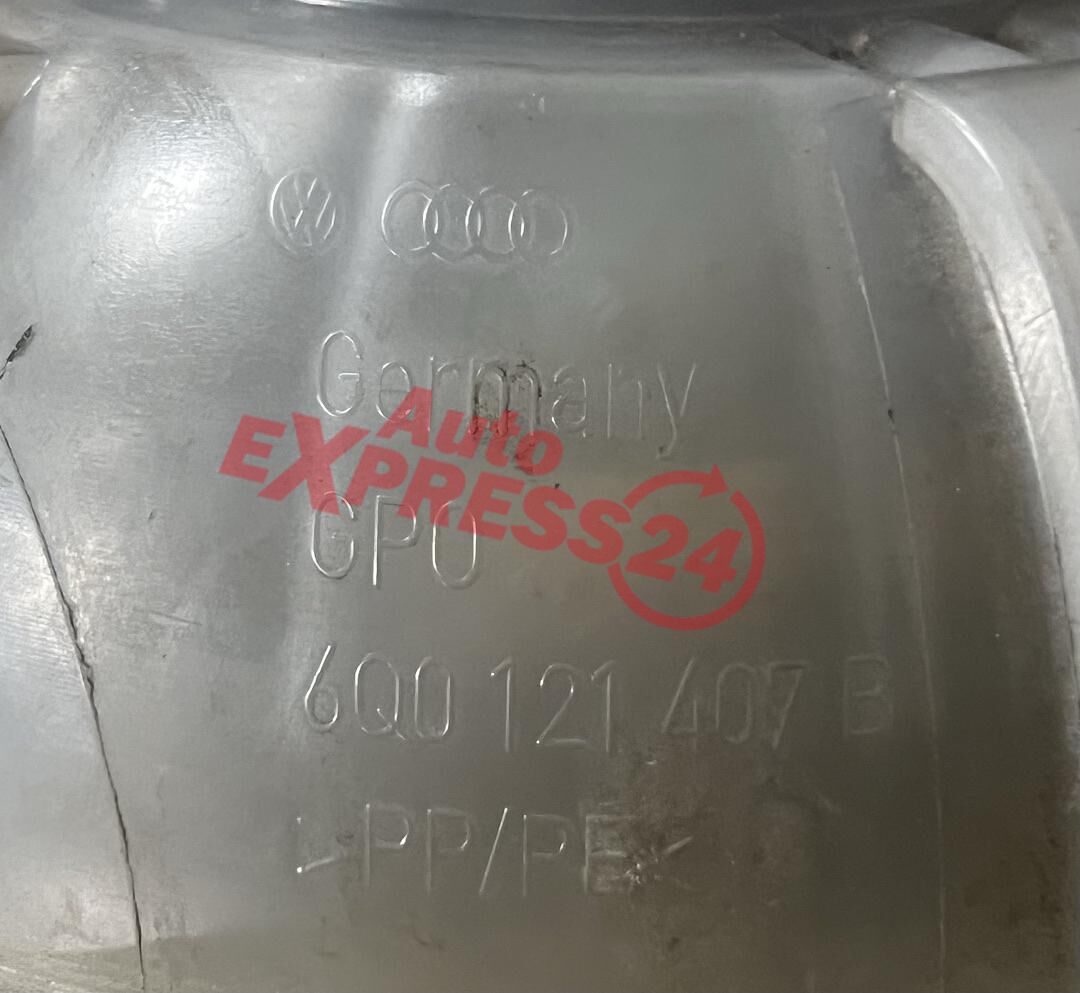 Germany
Auto
EXPRESS24
GPO
6Q0 121 407 B
>PP/PE<